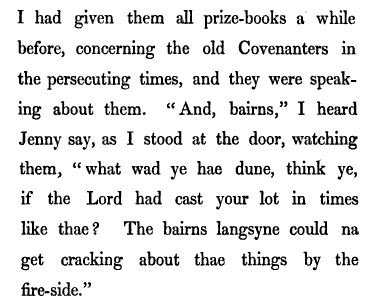 I had given them all prize-books a while
before, concerning the old Covenanters in
the persecuting times, and they were speak-
ing about them. "And, bairns," I heard
Jenny say, as I stood at the door, watching
them, "what wad ye hae dune, think ye,
if the Lord had cast your lot in times
like thae? The bairns langsyne could na
get cracking about thae things by the
fire-side."